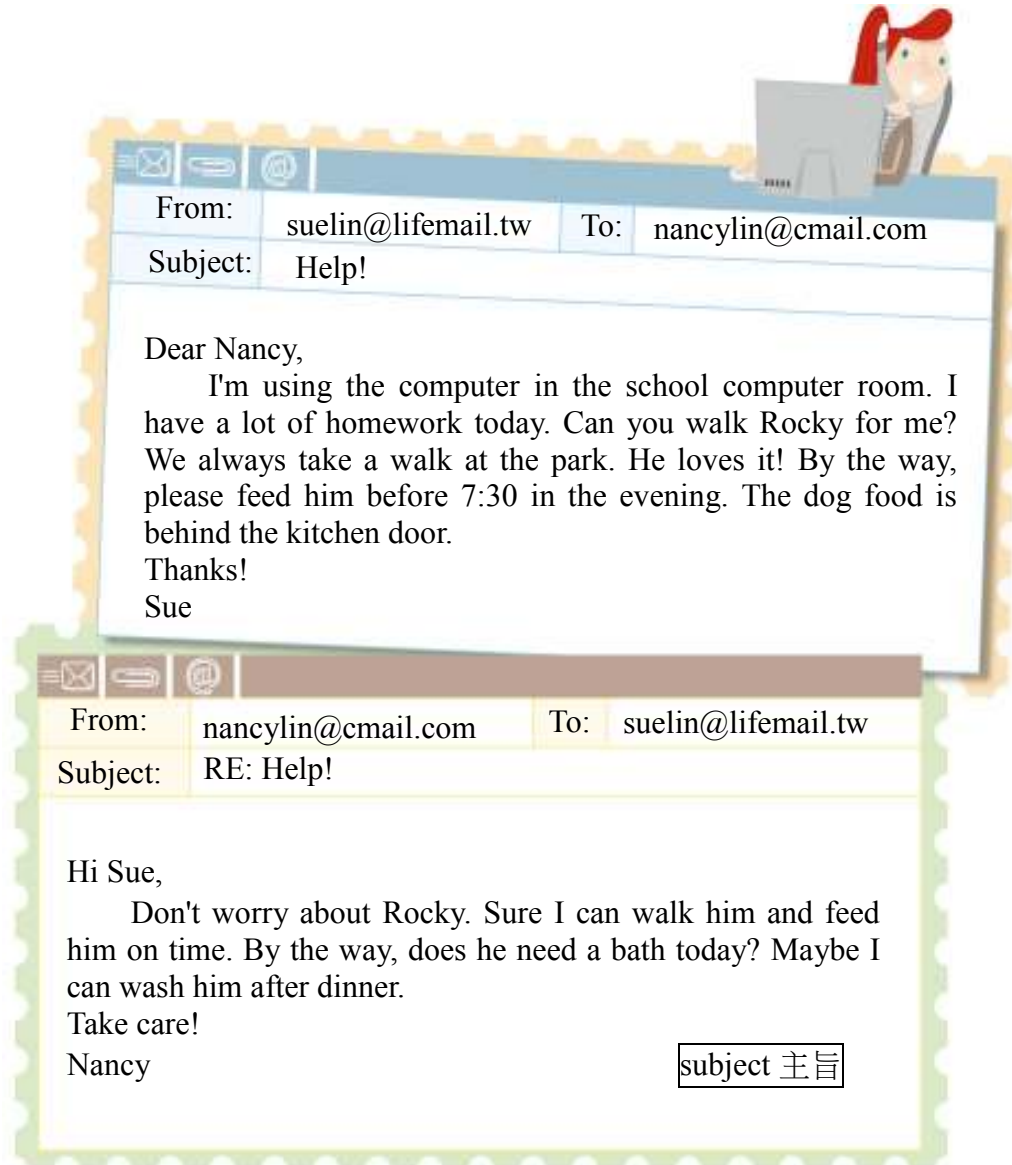 From: suelin@lifemail.tw To: nancylin@cmail.com
Subject: Help!
Dear Nancy,
I'm using the computer in the school computer room. I
have a lot of homework today. Can you walk Rocky for me?
We always take a walk at the park. He loves it! By the way,
please feed him before 7:30 in the evening. The dog food is
behind the kitchen door.
Thanks!
Sue
From: nancylin@cmail.com To: suelin@lifemail.tw
Subject: RE: Help!
Hi Sue,
Don't worry about Rocky. Sure I can walk him and feed
him on time. By the way, does he need a bath today? Maybe I
can wash him after dinner.
Take care!
Nancy
subject 主旨